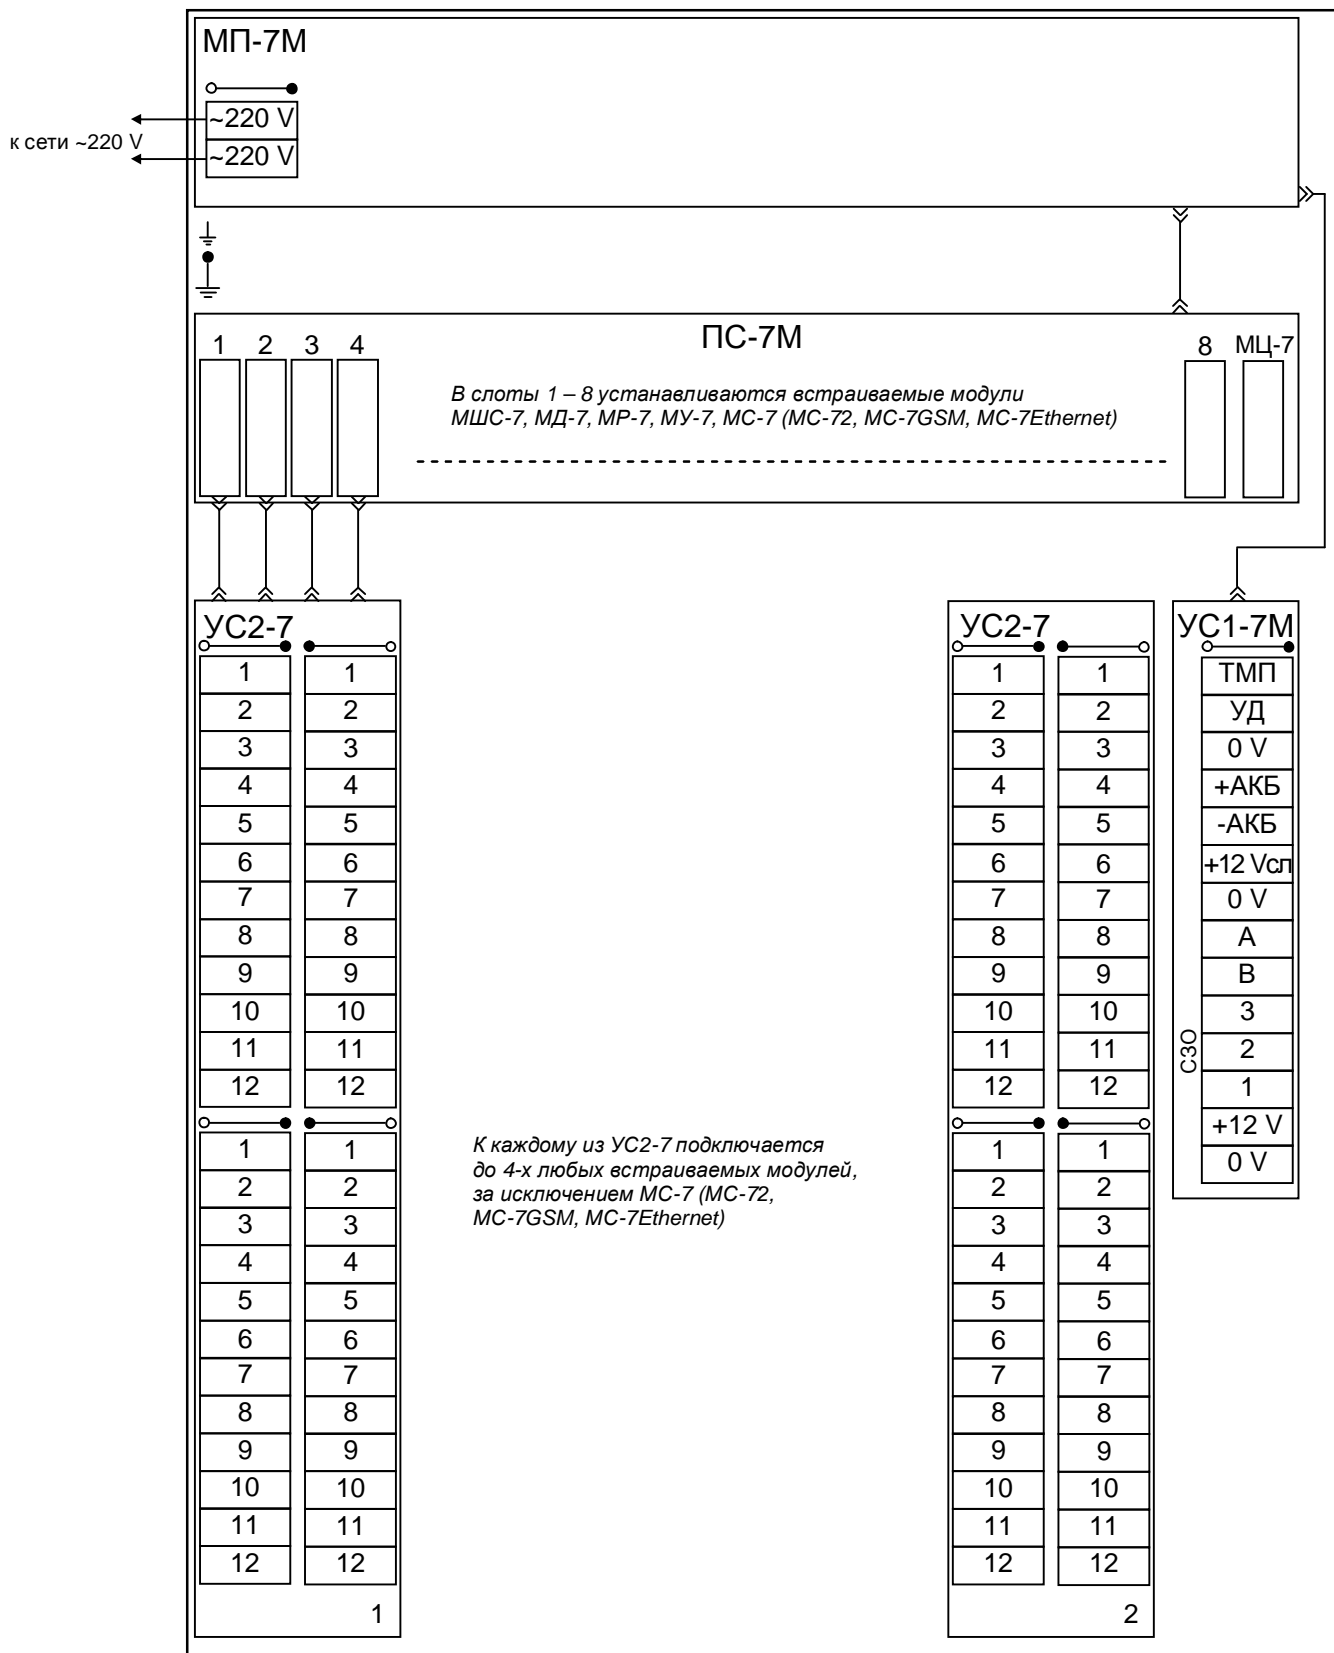 МП-7М
~220 V
к сети ~220 V
~220 V
ПС-7М
1 2 3 4 8 МЦ-7
В слоты 1 – 8 устанавливаются встраиваемые модули
МШС-7, МД-7, МР-7, МУ-7, МС-7 (МС-72, МС-7GSM, МС-7Ethernet)
УС2-7
1 1
2 2
3 3
4 4
5 5
6 6
7 7
8 8
9 9
10 10
11 11
12 12
1 1
2 2
3 3
4 4
5 5
6 6
7 7
8 8
9 9
10 10
11 11
12 12
1
К каждому из УС2-7 подключается
до 4-х любых встраиваемых модулей,
за исключением МС-7 (МС-72,
МС-7GSM, МС-7Ethernet)
УС2-7
1 1
2 2
3 3
4 4
5 5
6 6
7 7
8 8
9 9
10 10
11 11
12 12
1 1
2 2
3 3
4 4
5 5
6 6
7 7
8 8
9 9
10 10
11 11
12 12
2
УС1-7М
ТМП
УД
0 V
+АКБ
-АКБ
+12 Vсл
0 V
А
В
3
2
1
+12 V
0 V
СЗО